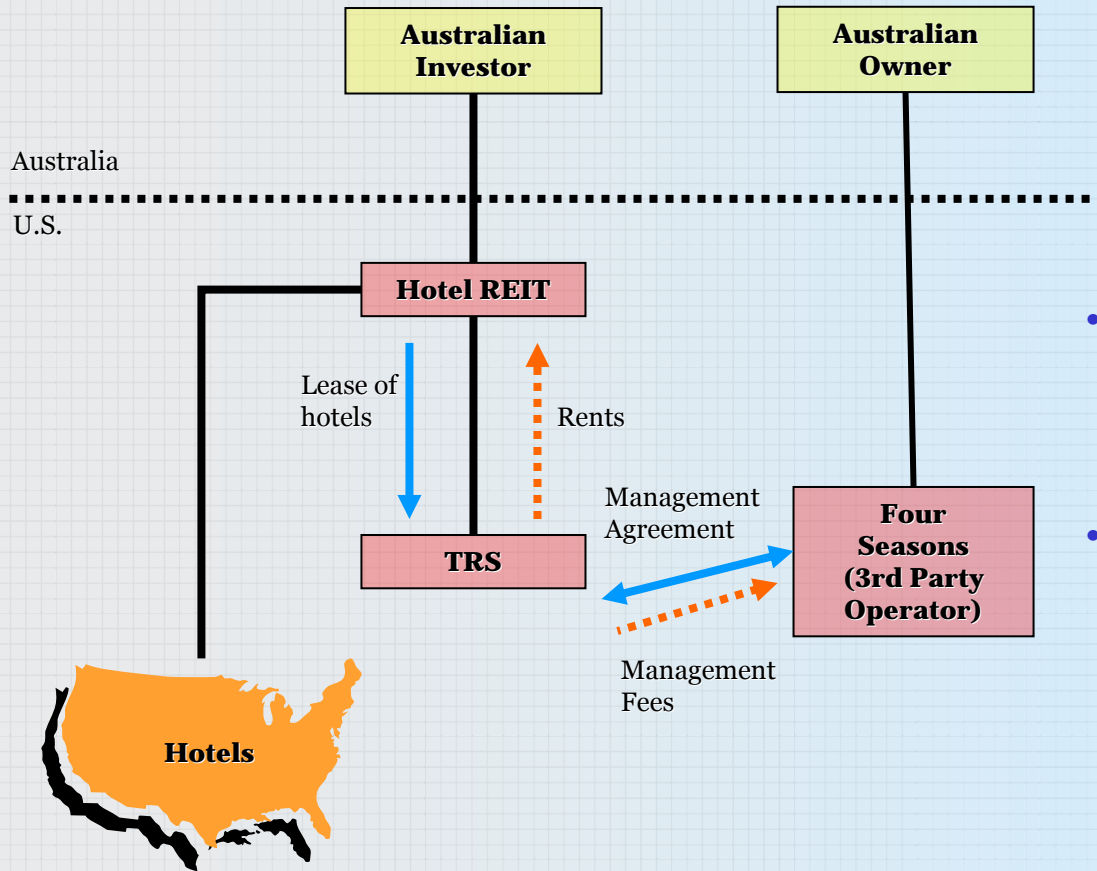 Australian
Investor
Australian
Owner
Australia
U.S.
Hotel REIT
Lease of
hotels
Rents
Management
Agreement
Four
Seasons
(3rd Party
Operator)
TRS
Management
Fees
Hotels